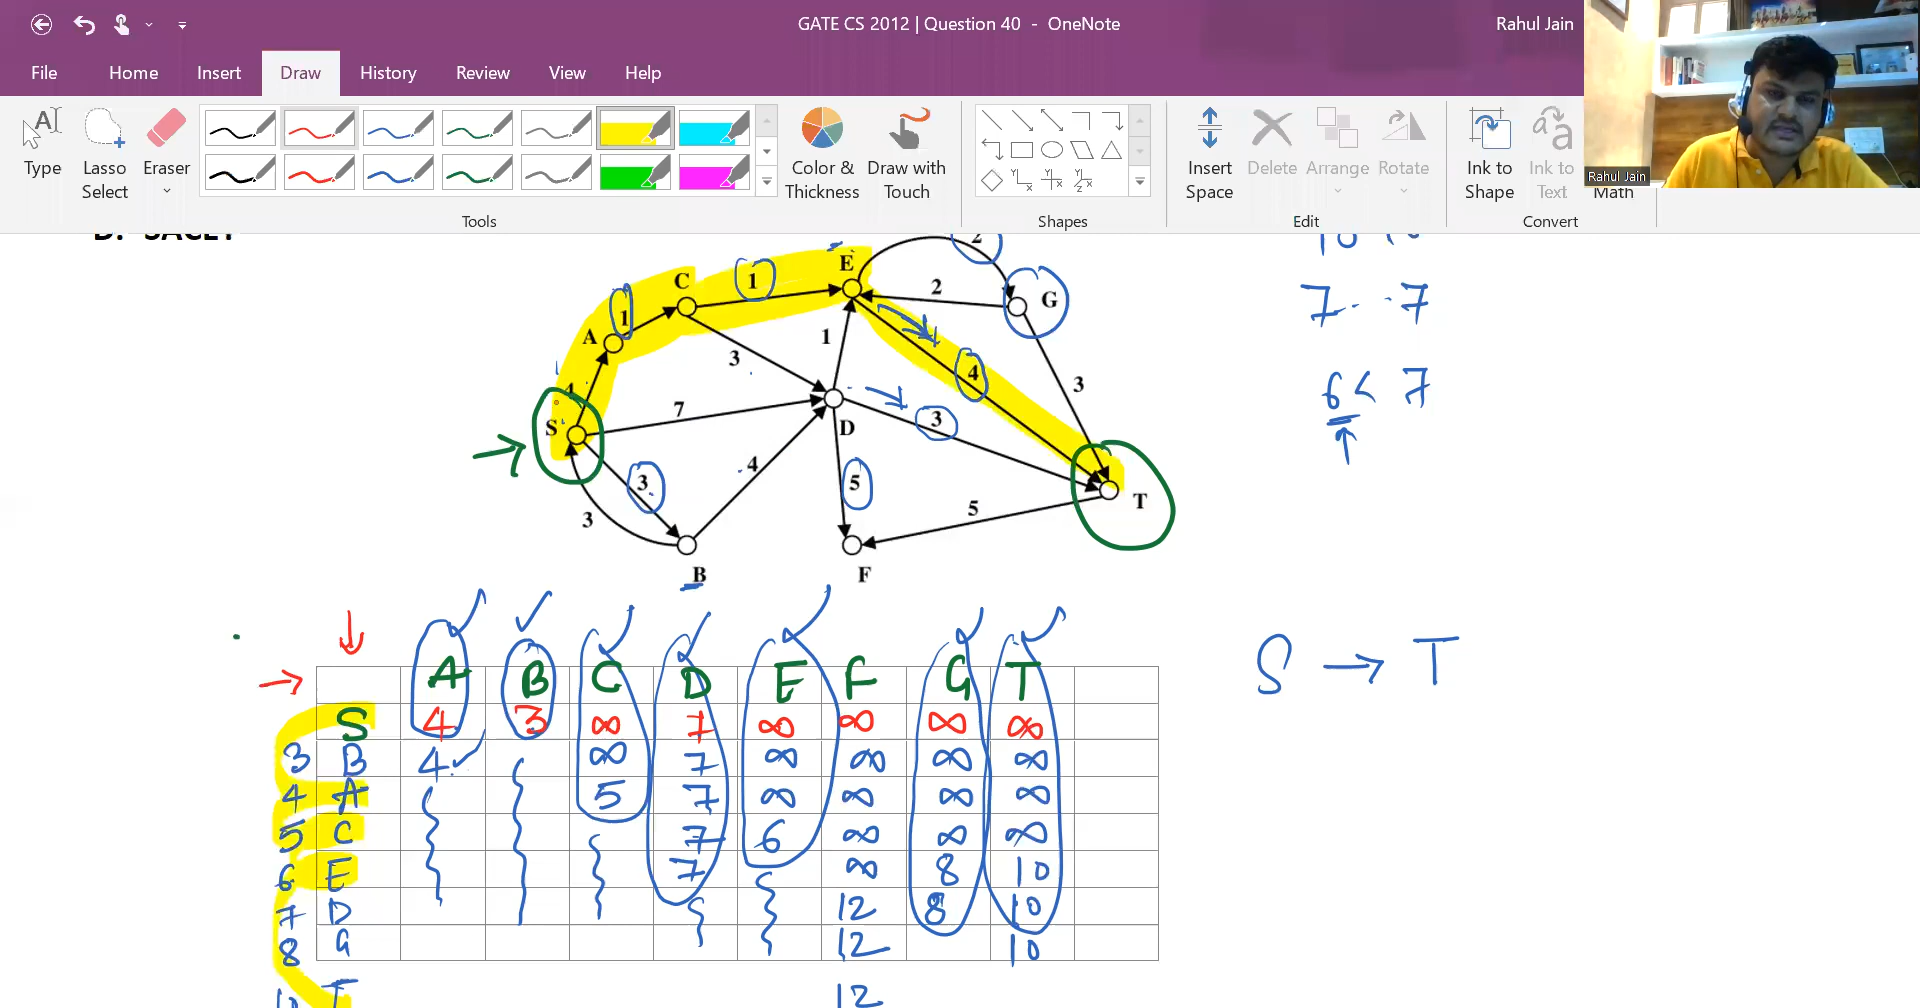 GATE CS 2012 | Question 40 - OneNote
Rahul Jain
File Home Insert Draw History Review View Help
Type
Lasso Select
Eraser
Color & Thickness
Draw with Touch
Insert Space
Delete
Arrange
Rotate
Ink to Shape
Ink to Text
Math
Rahul Jain
Tools
Shapes
Edit
Convert
D. SACET
2
E
C
1
2
G
1
A
1
3
4
3
4
7
3
S
D
3
4
5
T
3
5
B
F
7 7
6 < 7
S → T
A B C D E F G T
S 4 3 ∞ 7 ∞ ∞ ∞ ∞
3 B 4 ∞ 7 ∞ ∞ ∞ ∞
4 A 5 7 ∞ ∞ ∞ ∞
5 C 7 6 ∞ ∞ ∞
6 E 7 ∞ 8 10
7 D 12 8 10
8 G 12 10
10 T 12